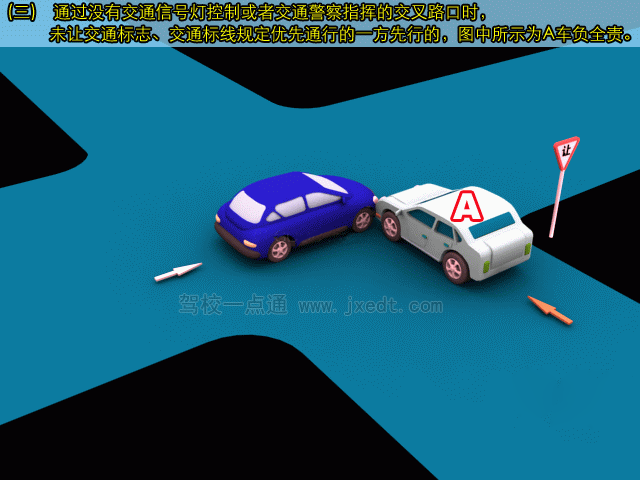 (三) 通过没有交通信号灯控制或者交通警察指挥的交叉路口时，
未让交通标志、交通标线规定优先通行的一方先行的，图中所示为A车负全责。
让
A
驾校一点通 www.jxedt.com